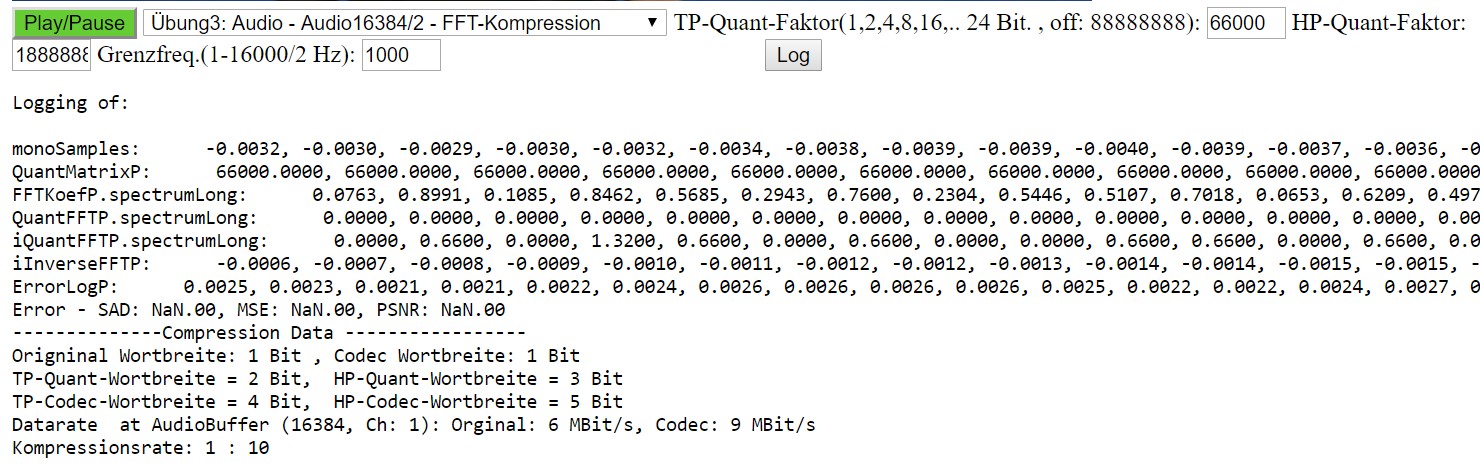 Play/Pause Übung3: Audio - Audio16384/2 - FFT-Kompression TP-Quant-Faktor(1,2,4,8,16,.. 24 Bit. , off: 88888888): 66000 HP-Quant-Faktor:
1888888 Grenzfreq.(1-16000/2 Hz): 1000 Log
Logging of:
monoSamples: -0.0032, -0.0030, -0.0029, -0.0030, -0.0032, -0.0034, -0.0038, -0.0039, -0.0039, -0.0040, -0.0039, -0.0037, -0.0036, -0
QuantMatrixP: 66000.0000, 66000.0000, 66000.0000, 66000.0000, 66000.0000, 66000.0000, 66000.0000, 66000.0000, 66000.0000, 66000.0000
FFTKoefP.spectrumLong: 0.0763, 0.8991, 0.1085, 0.8462, 0.5685, 0.2943, 0.7600, 0.2304, 0.5446, 0.5107, 0.7018, 0.0653, 0.6209, 0.497
QuantFFTP.spectrumLong: 0.0000, 0.0000, 0.0000, 0.0000, 0.0000, 0.0000, 0.0000, 0.0000, 0.0000, 0.0000, 0.0000, 0.0000, 0.0000, 0.00
iQuantFFTP.spectrumLong: 0.0000, 0.6600, 0.0000, 1.3200, 0.6600, 0.0000, 0.6600, 0.0000, 0.0000, 0.6600, 0.6600, 0.0000, 0.6600, 0.0
iInverseFFTP: -0.0006, -0.0007, -0.0008, -0.0009, -0.0010, -0.0011, -0.0012, -0.0012, -0.0013, -0.0014, -0.0014, -0.0015, -0.0015, -
ErrorLogP: 0.0025, 0.0023, 0.0021, 0.0021, 0.0022, 0.0024, 0.0026, 0.0026, 0.0026, 0.0026, 0.0025, 0.0022, 0.0022, 0.0024, 0.0027, 0
Error - SAD: NaN.00, MSE: NaN.00, PSNR: NaN.00
--------------Compression Data -----------------
Origninal Wortbreite: 1 Bit , Codec Wortbreite: 1 Bit
TP-Quant-Wortbreite = 2 Bit, HP-Quant-Wortbreite = 3 Bit
TP-Codec-Wortbreite = 4 Bit, HP-Codec-Wortbreite = 5 Bit
Datarate at AudioBuffer (16384, Ch: 1): Orginal: 6 MBit/s, Codec: 9 MBit/s
Kompressionsrate: 1 : 10